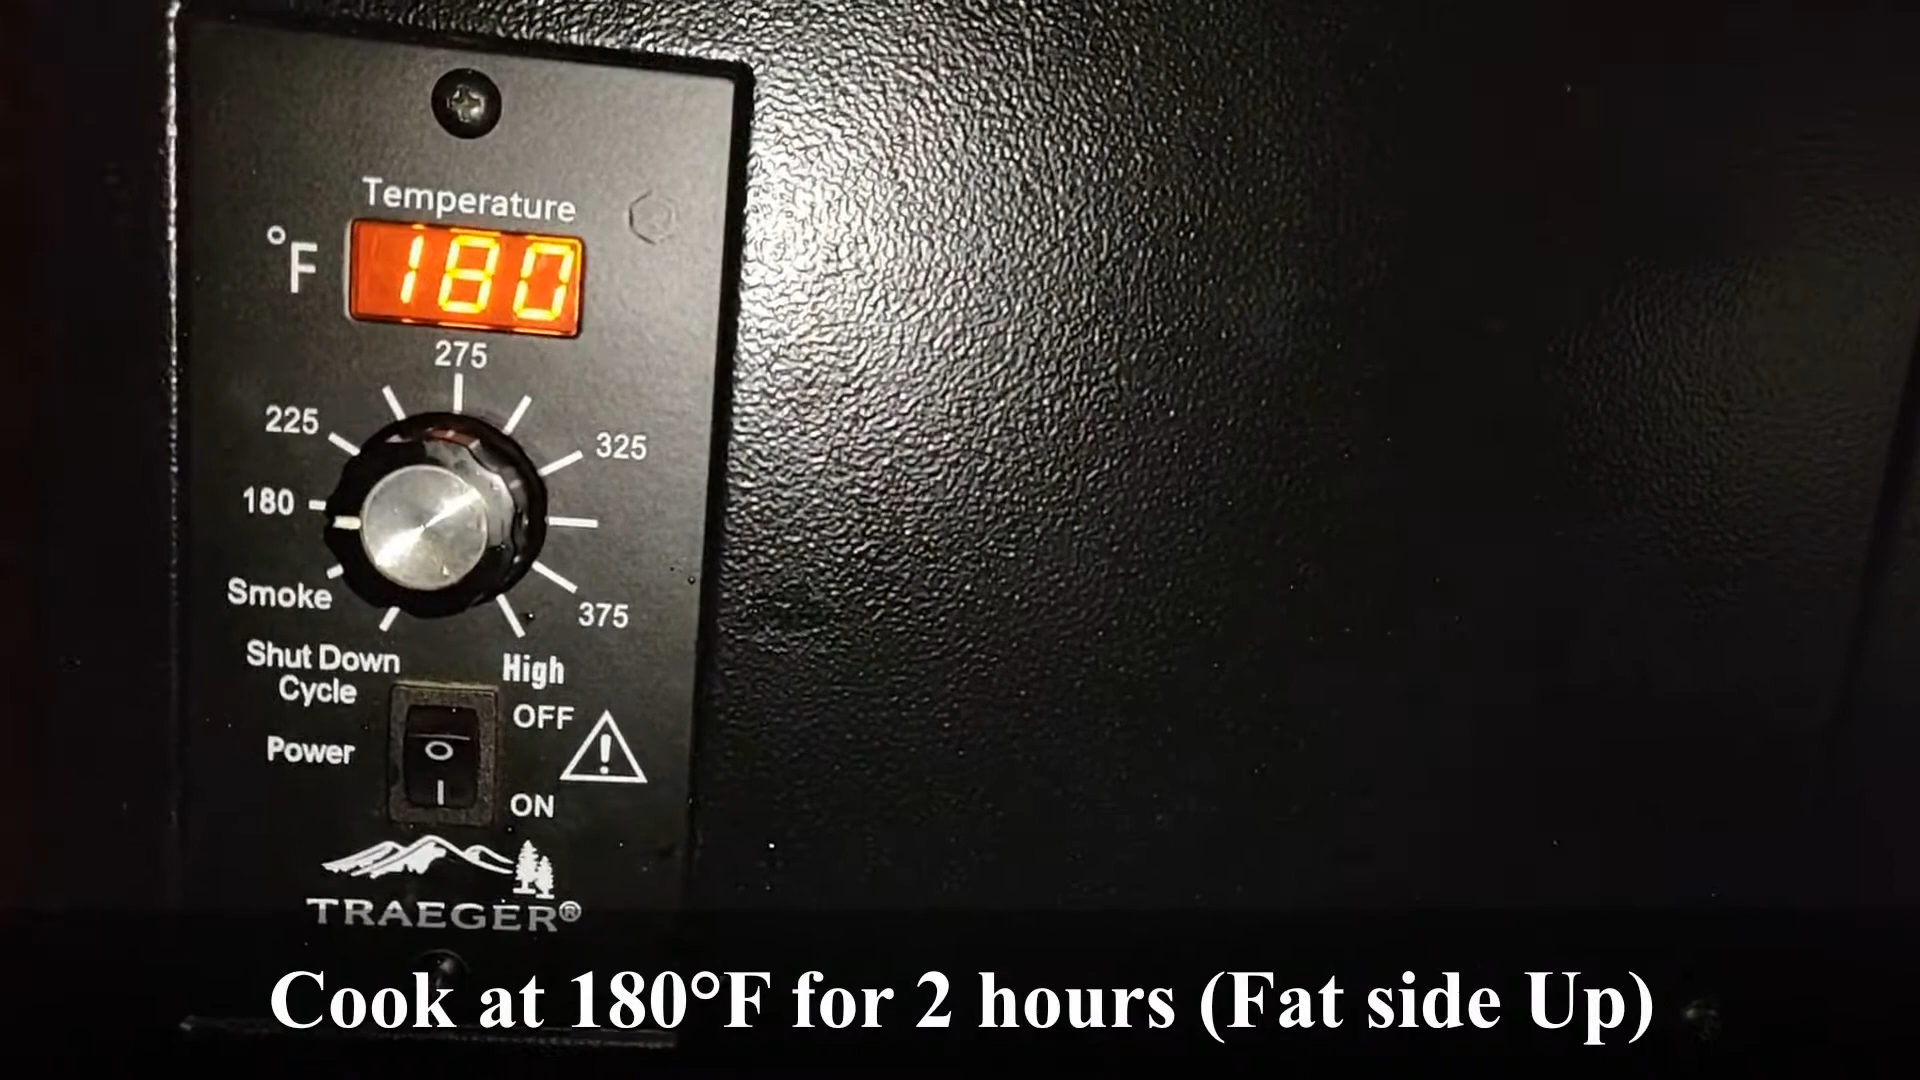 Temperature
°F 180
275
225
325
180
Smoke
375
Shut Down
Cycle
High
OFF
Power
O
I
ON
TRAEGER®
Cook at 180°F for 2 hours (Fat side Up)